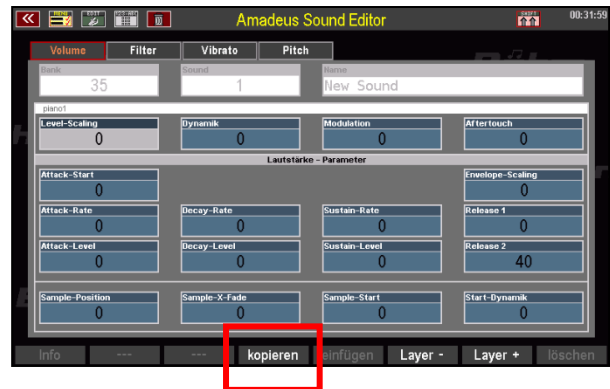 Amadeus Sound Editor
00:31:59
Volume Filter Vibrato Pitch
Bank Sound Name
35 1 New Sound
piano1
Level-Scaling Dynamik Modulation Aftertouch
0 0 0 0
Lautstärke - Parameter
Attack-Start Envelope-Scaling
0 0
Attack-Rate Decay-Rate Sustain-Rate Release 1
0 0 0 0
Attack-Level Decay-Level Sustain-Level Release 2
0 0 0 40
Sample-Position Sample-X-Fade Sample-Start Start-Dynamik
0 0 0 0
Info --- --- kopieren einfügen Layer - Layer + löschen